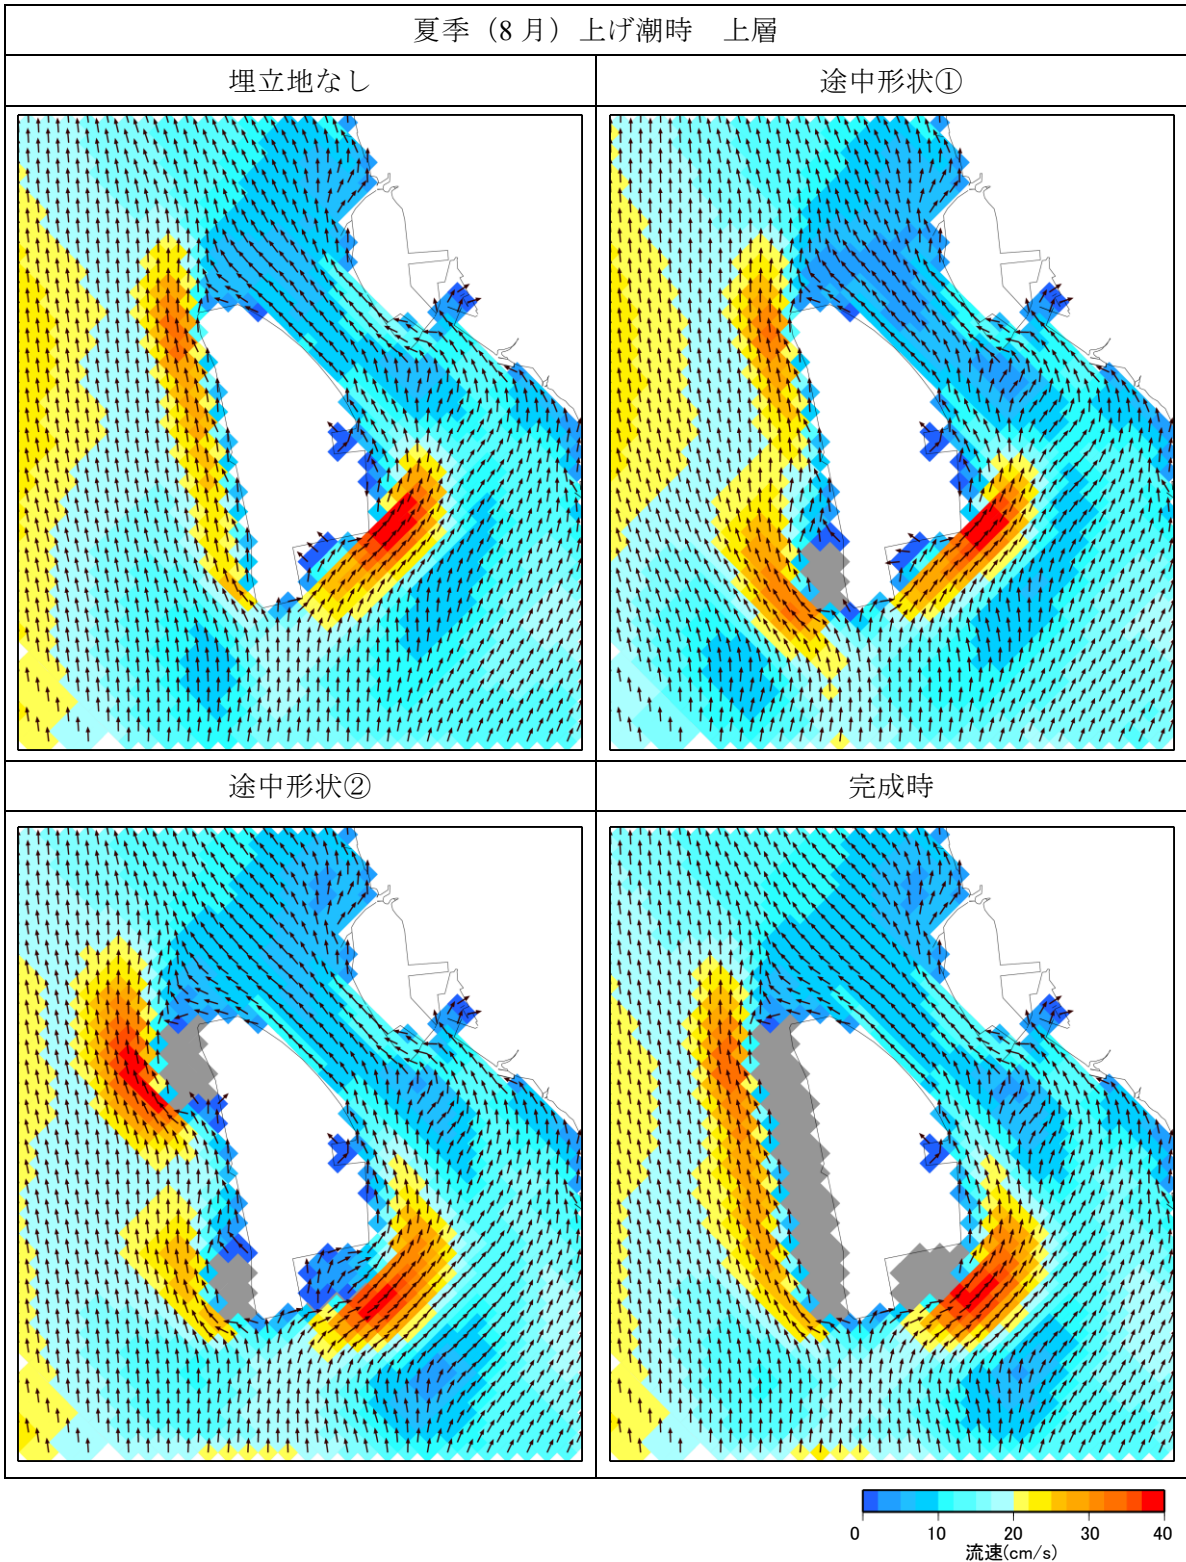 夏季（8月）上げ潮時　上層
埋立地なし
途中形状①
途中形状②
完成時
0 10 20 30 40
流速(cm/s)